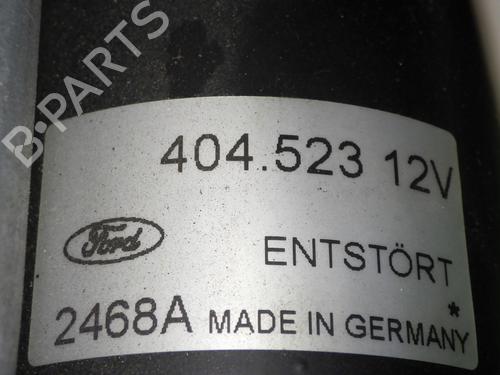 B-PARTS
404.523 12V
Ford
ENTSTÖRT
2468A MADE IN GERMANY*